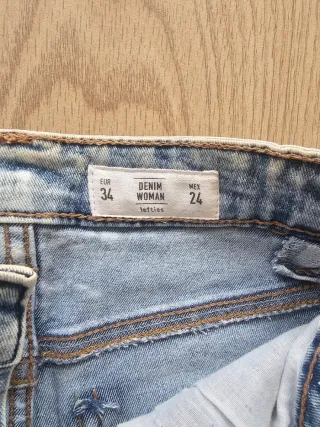 EUR 34
DENIM WOMAN
lefties
MEX 24